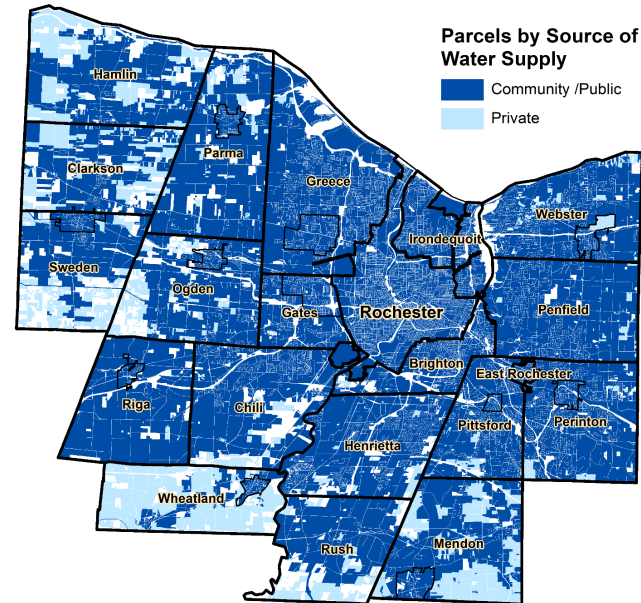 Parcels by Source of
Water Supply
Community /Public
Private
Hamlin
Parma
Clarkson
Greece
Webster
Irondequoit
Sweden
Ogden
Gates
Rochester
Penfield
Brighton
East Rochester
Riga
Chili
Pittsford
Perinton
Henrietta
Wheatland
Rush
Mendon